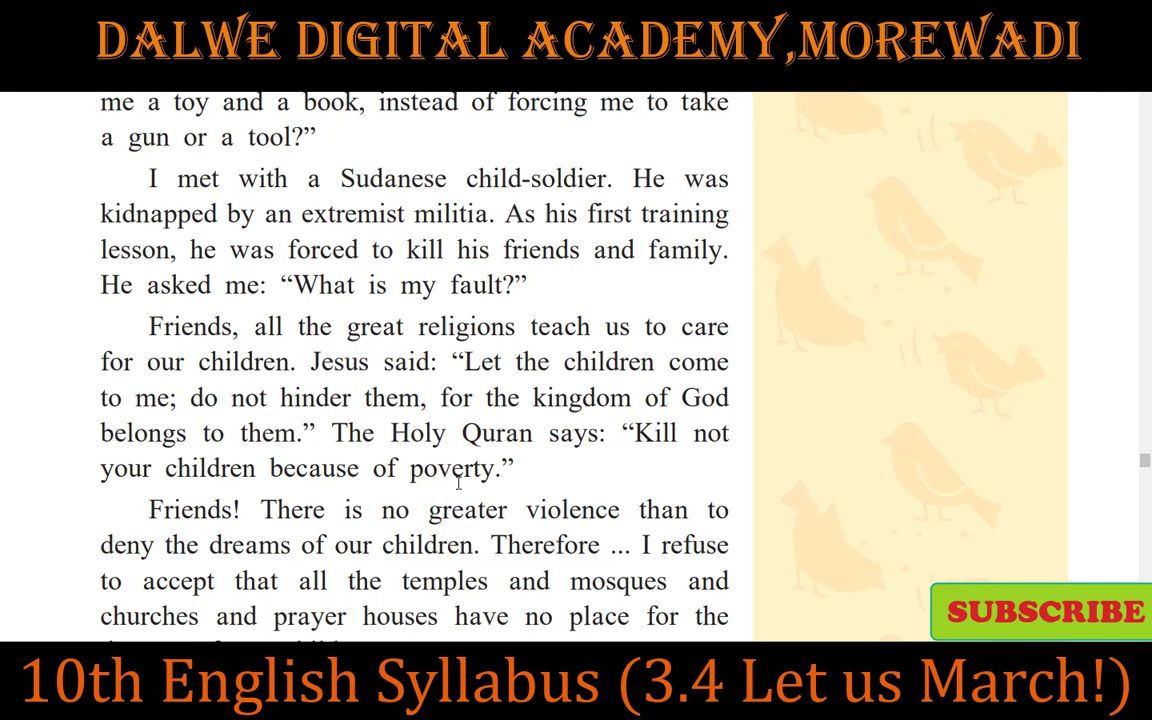 DALWE DIGITAL ACADEMY,MOREWADI
me a toy and a book, instead of forcing me to take
a gun or a tool?”
I met with a Sudanese child-soldier. He was
kidnapped by an extremist militia. As his first training
lesson, he was forced to kill his friends and family.
He asked me: “What is my fault?”
Friends, all the great religions teach us to care
for our children. Jesus said: “Let the children come
to me; do not hinder them, for the kingdom of God
belongs to them.” The Holy Quran says: “Kill not
your children because of poverty.”
Friends! There is no greater violence than to
deny the dreams of our children. Therefore ... I refuse
to accept that all the temples and mosques and
churches and prayer houses have no place for the
SUBSCRIBE
10th English Syllabus (3.4 Let us March!)